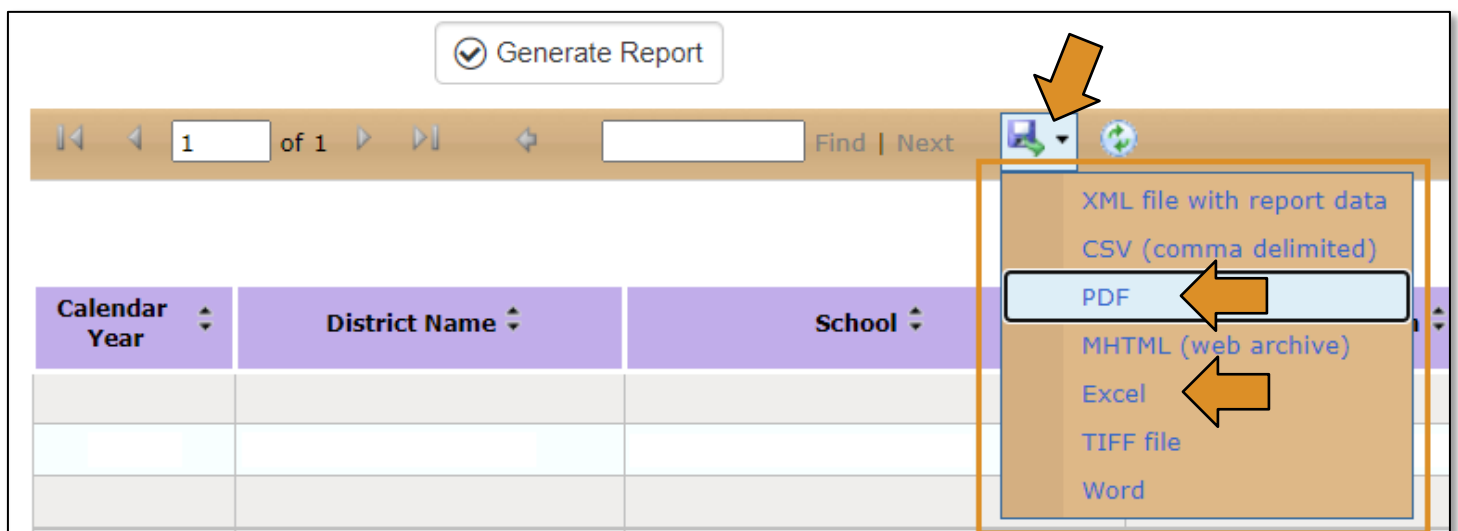 Generate Report
1 of 1 Find | Next
XML file with report data
CSV (comma delimited)
PDF
MHTML (web archive)
Excel
TIFF file
Word
Calendar
Year
District Name
School